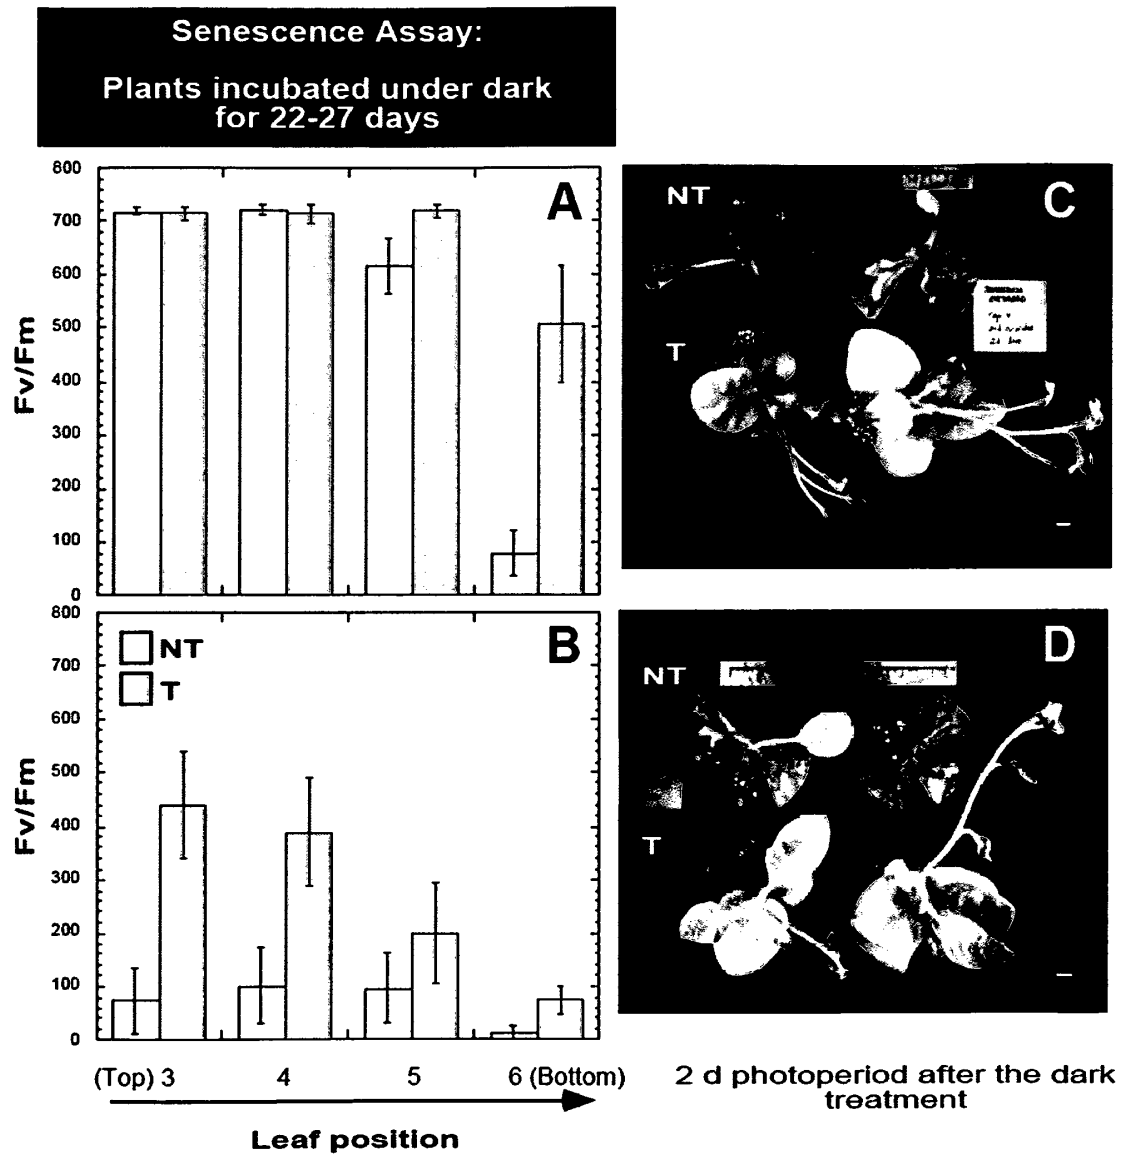 Senescence Assay:
Plants incubated under dark
for 22-27 days
800
700
600
500
400
300
200
100
0
Fv/Fm
A
800
700
600
500
400
300
200
100
0
Fv/Fm
B
NT
T
(Top) 3 4 5 6 (Bottom)
Leaf position
C
NT
T
D
NT
T
2 d photoperiod after the dark
treatment